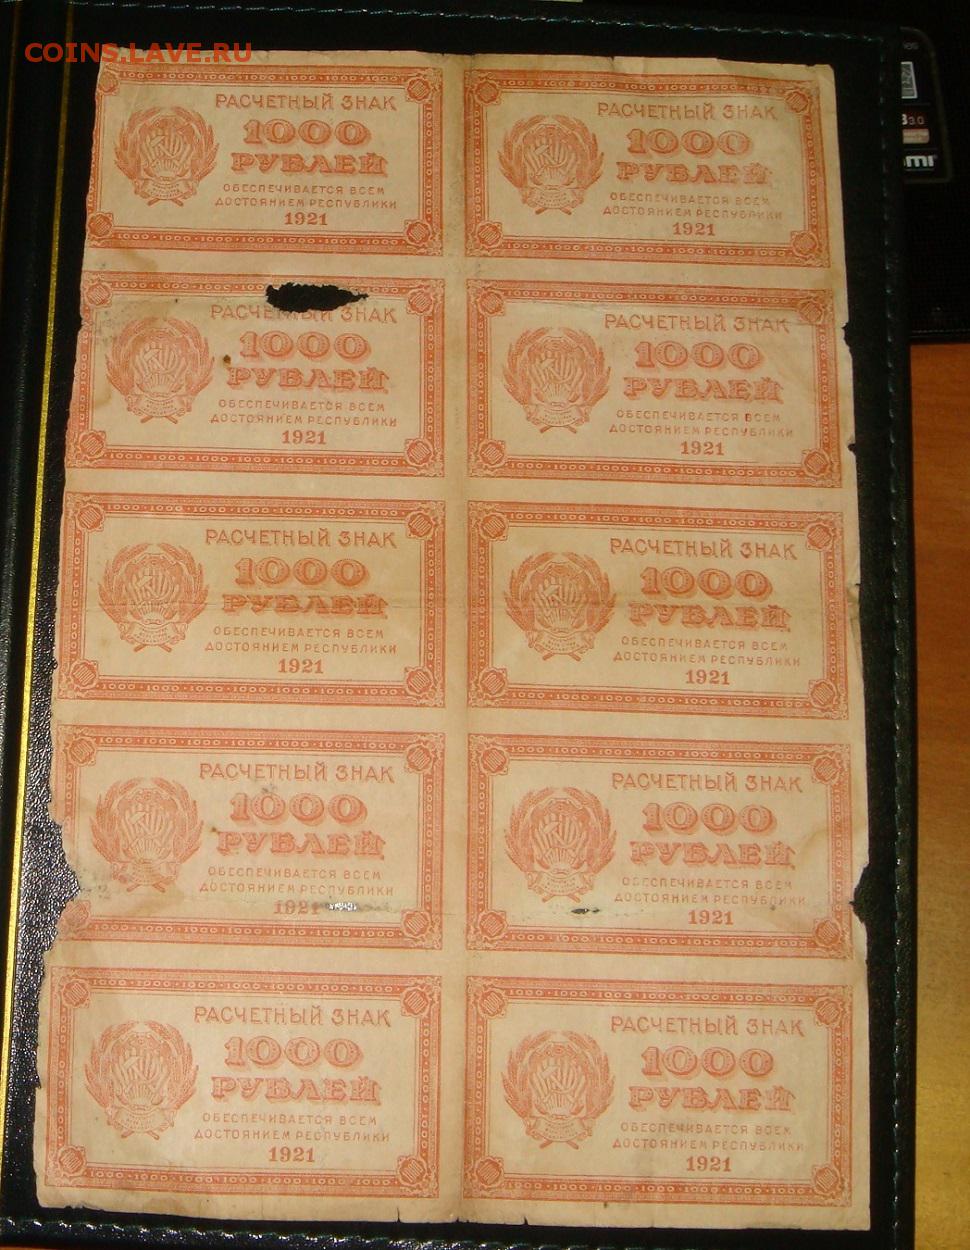 COINS.LAVE.RU
РАСЧЕТНЫЙ ЗНАК
1000
РУБЛЕЙ
ОБЕСПЕЧИВАЕТСЯ ВСЕМ
ДОСТОЯНИЕМ РЕСПУБЛИКИ
1921
РАСЧЕТНЫЙ ЗНАК
1000
РУБЛЕЙ
ОБЕСПЕЧИВАЕТСЯ ВСЕМ
ДОСТОЯНИЕМ РЕСПУБЛИКИ
1921
РАСЧЕТНЫЙ ЗНАК
1000
РУБЛЕЙ
ОБЕСПЕЧИВАЕТСЯ ВСЕМ
ДОСТОЯНИЕМ РЕСПУБЛИКИ
1921
РАСЧЕТНЫЙ ЗНАК
1000
РУБЛЕЙ
ОБЕСПЕЧИВАЕТСЯ ВСЕМ
ДОСТОЯНИЕМ РЕСПУБЛИКИ
1921
РАСЧЕТНЫЙ ЗНАК
1000
РУБЛЕЙ
ОБЕСПЕЧИВАЕТСЯ ВСЕМ
ДОСТОЯНИЕМ РЕСПУБЛИКИ
1921
РАСЧЕТНЫЙ ЗНАК
1000
РУБЛЕЙ
ОБЕСПЕЧИВАЕТСЯ ВСЕМ
ДОСТОЯНИЕМ РЕСПУБЛИКИ
1921
РАСЧЕТНЫЙ ЗНАК
1000
РУБЛЕЙ
ОБЕСПЕЧИВАЕТСЯ ВСЕМ
ДОСТОЯНИЕМ РЕСПУБЛИКИ
1921
РАСЧЕТНЫЙ ЗНАК
1000
РУБЛЕЙ
ОБЕСПЕЧИВАЕТСЯ ВСЕМ
ДОСТОЯНИЕМ РЕСПУБЛИКИ
1921
РАСЧЕТНЫЙ ЗНАК
1000
РУБЛЕЙ
ОБЕСПЕЧИВАЕТСЯ ВСЕМ
ДОСТОЯНИЕМ РЕСПУБЛИКИ
1921
РАСЧЕТНЫЙ ЗНАК
1000
РУБЛЕЙ
ОБЕСПЕЧИВАЕТСЯ ВСЕМ
ДОСТОЯНИЕМ РЕСПУБЛИКИ
1921